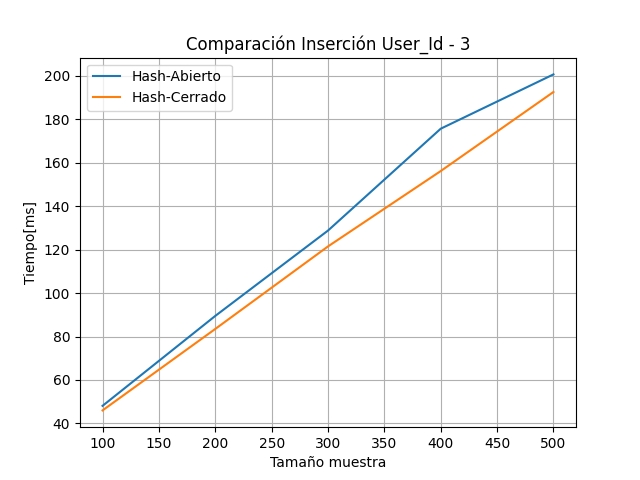 Comparación Inserción User_Id - 3
Hash-Abierto
Hash-Cerrado
Tiempo[ms]
200
180
160
140
120
100
80
60
40
100 150 200 250 300 350 400 450 500
Tamaño muestra